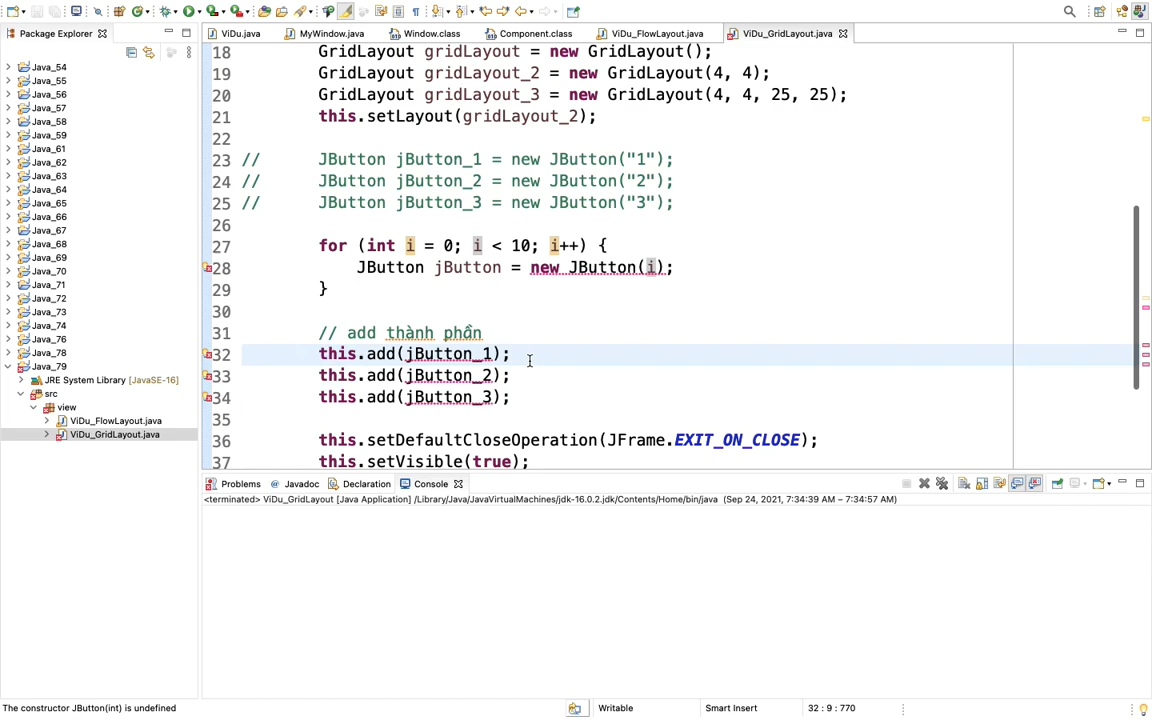 Package Explorer
ViDu.java
MyWindow.java
Window.class
Component.class
ViDu_FlowLayout.java
ViDu_GridLayout.java
Java_54
Java_55
Java_56
Java_57
Java_58
Java_59
Java_61
Java_62
Java_63
Java_64
Java_65
Java_66
Java_67
Java_68
Java_69
Java_70
Java_71
Java_72
Java_73
Java_74
Java_76
Java_78
Java_79
JRE System Library [JavaSE-16]
src
view
ViDu_FlowLayout.java
ViDu_GridLayout.java
18 GridLayout gridLayout = new GridLayout();
19 GridLayout gridLayout_2 = new GridLayout(4, 4);
20 GridLayout gridLayout_3 = new GridLayout(4, 4, 25, 25);
21 this.setLayout(gridLayout_2);
22
23 // JButton jButton_1 = new JButton("1");
24 // JButton jButton_2 = new JButton("2");
25 // JButton jButton_3 = new JButton("3");
26
27 for (int i = 0; i < 10; i++) {
28 JButton jButton = new JButton(i);
29 }
30
31 // add thành phần
32 this.add(jButton_1);
33 this.add(jButton_2);
34 this.add(jButton_3);
35
36 this.setDefaultCloseOperation(JFrame.EXIT_ON_CLOSE);
37 this.setVisible(true);
Problems
Javadoc
Declaration
Console
<terminated> ViDu_GridLayout [Java Application] /Library/Java/JavaVirtualMachines/jdk-16.0.2.jdk/Contents/Home/bin/java (Sep 24, 2021, 7:34:39 AM – 7:34:57 AM)
The constructor JButton(int) is undefined
Writable
Smart Insert
32 : 9 : 770